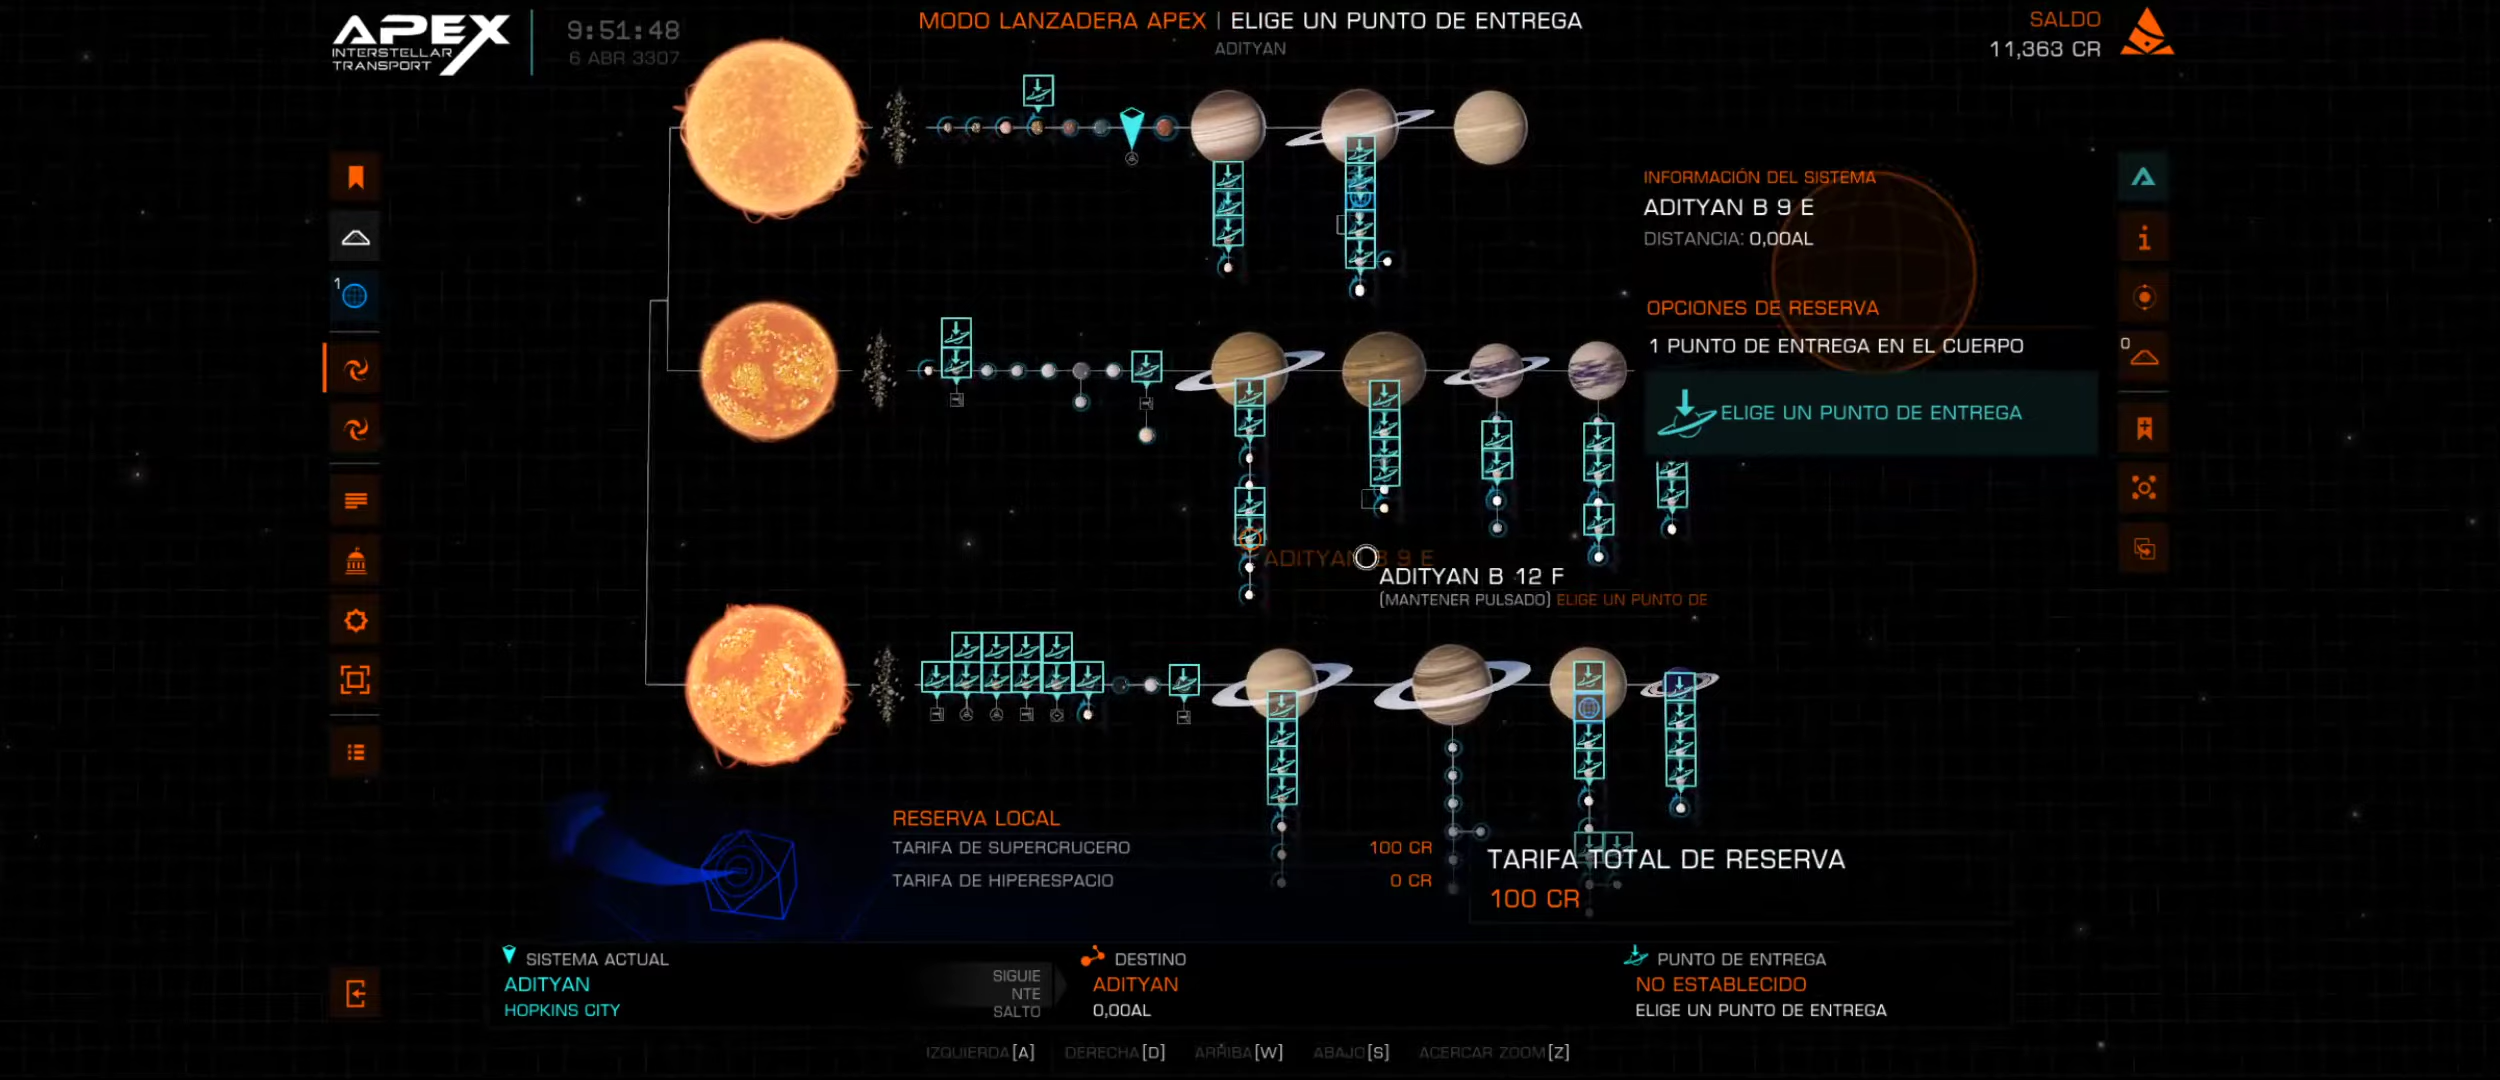 APEX
INTERSTELLAR
TRANSPORT
9:51:48
6 ABR 3307
MODO LANZADERA APEX | ELIGE UN PUNTO DE ENTREGA
ADITYAN
SALDO
11,363 CR
INFORMACIÓN DEL SISTEMA
ADITYAN B 9 E
DISTANCIA: 0,00AL
1
OPCIONES DE RESERVA
1 PUNTO DE ENTREGA EN EL CUERPO
0
ELIGE UN PUNTO DE ENTREGA
ADITYAN B 9 E
ADITYAN B 12 F
(MANTENER PULSADO) ELIGE UN PUNTO DE
RESERVA LOCAL
TARIFA DE SUPERCRUCERO 100 CR
TARIFA DE HIPERESPACIO 0 CR
TARIFA TOTAL DE RESERVA
100 CR
SISTEMA ACTUAL
ADITYAN
HOPKINS CITY
SIGUIE
NTE
SALTO
DESTINO
ADITYAN
0,00AL
PUNTO DE ENTREGA
NO ESTABLECIDO
ELIGE UN PUNTO DE ENTREGA
IZQUIERDA[A] DERECHA[D] ARRIBA[W] ABAJO[S] ACERCAR ZOOM[Z]